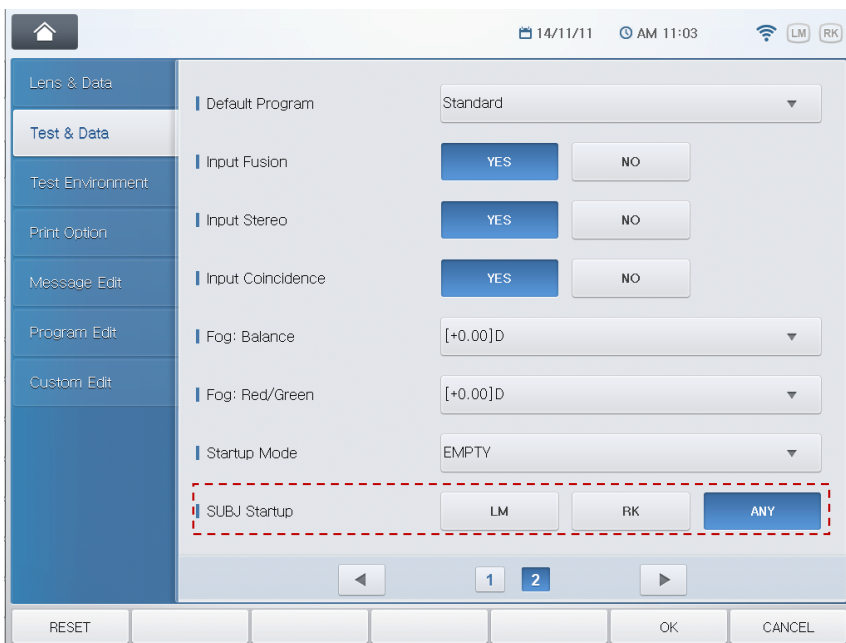 14/11/11 AM 11:03 LM RK
Lens & Data
Test & Data
Test Environment
Print Option
Message Edit
Program Edit
Custom Edit
Default Program Standard
Input Fusion YES NO
Input Stereo YES NO
Input Coincidence YES NO
Fog: Balance [+0.00]D
Fog: Red/Green [+0.00]D
Startup Mode EMPTY
SUBJ Startup LM RK ANY
1 2
RESET OK CANCEL